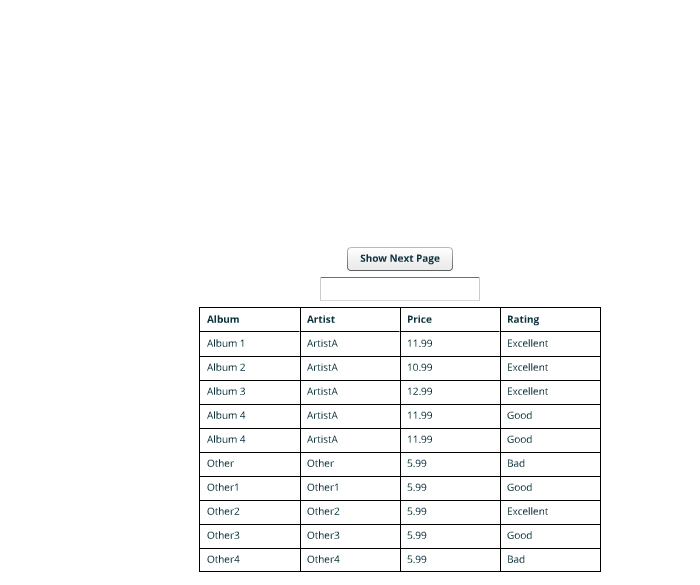 Show Next Page
Album Artist Price Rating
Album 1 ArtistA 11.99 Excellent
Album 2 ArtistA 10.99 Excellent
Album 3 ArtistA 12.99 Excellent
Album 4 ArtistA 11.99 Good
Album 4 ArtistA 11.99 Good
Other Other 5.99 Bad
Other1 Other1 5.99 Good
Other2 Other2 5.99 Excellent
Other3 Other3 5.99 Good
Other4 Other4 5.99 Bad